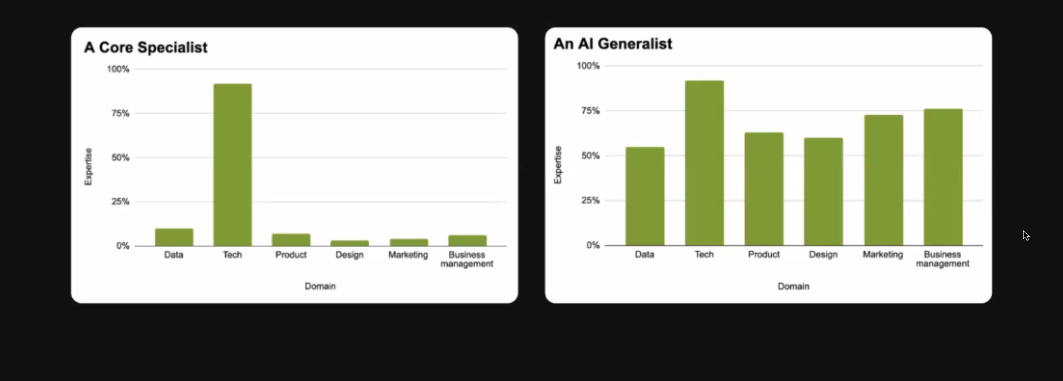 A Core Specialist
100%
75%
50%
25%
0%
Expertise
Data
Tech
Product
Design
Marketing
Business
management
Domain
An AI Generalist
100%
75%
50%
25%
0%
Expertise
Data
Tech
Product
Design
Marketing
Business
management
Domain